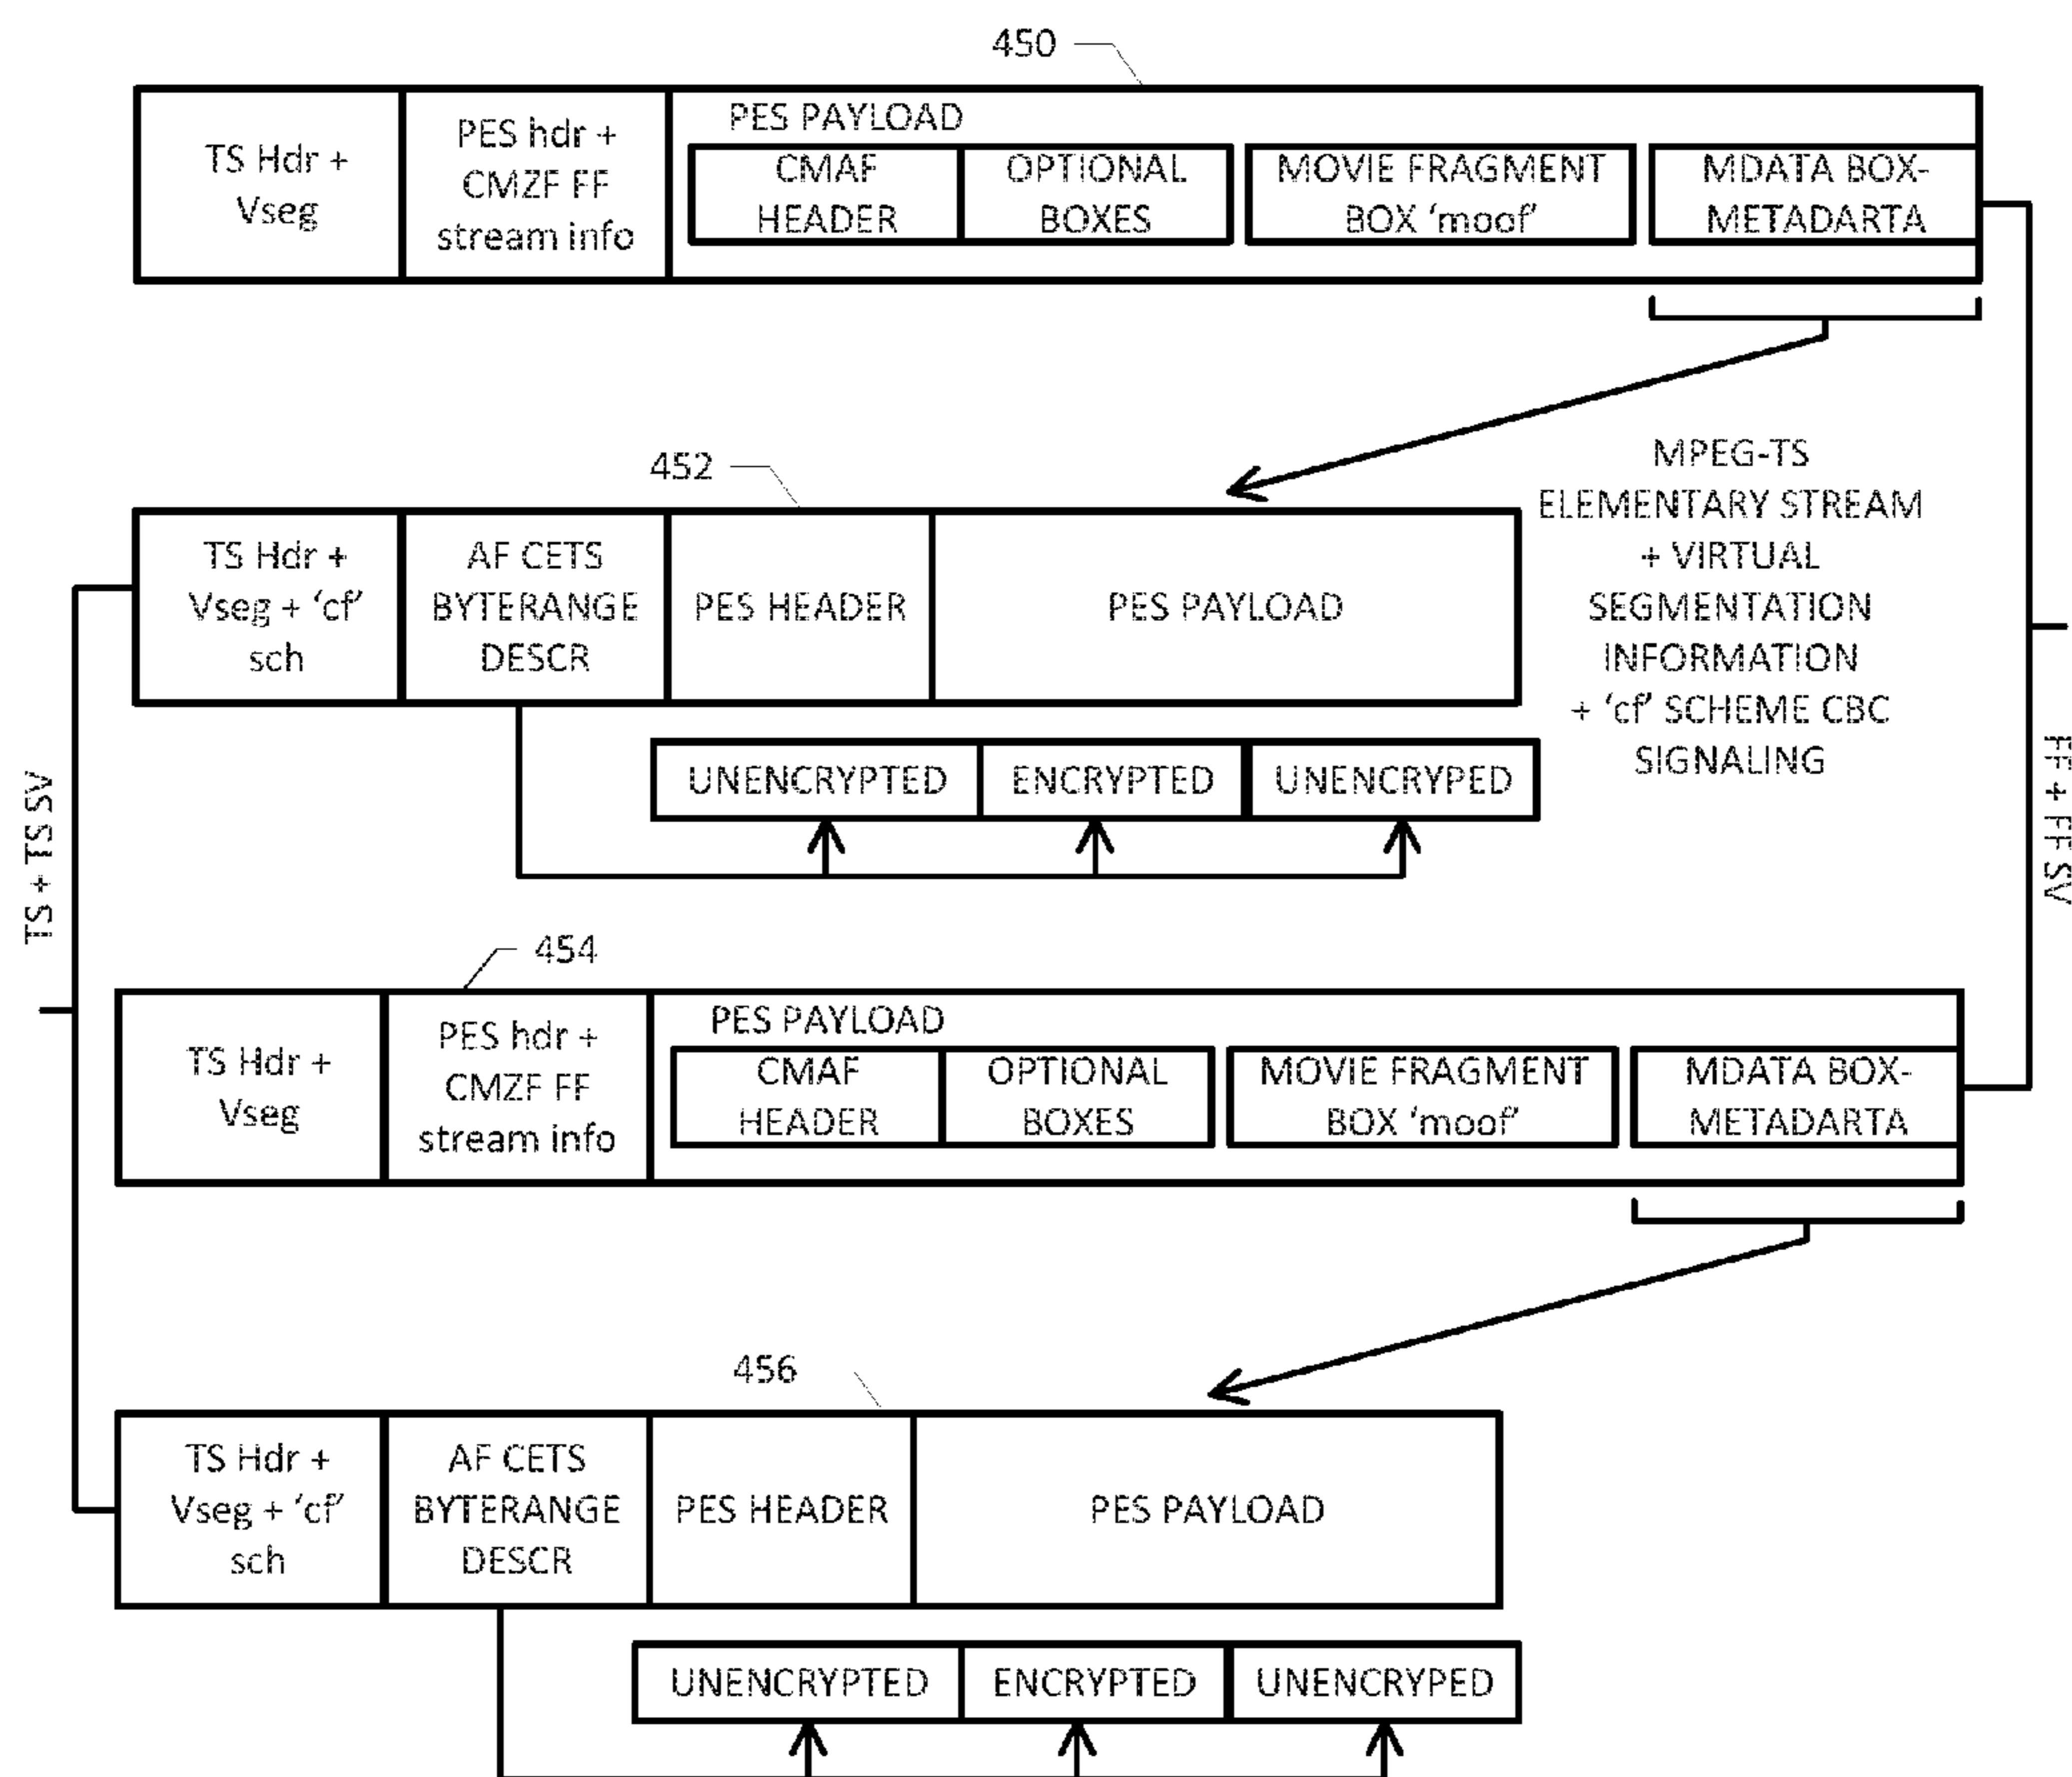 450
TS Hdr +
Vseg
PES hdr +
CMZF FF
stream info
PES PAYLOAD
CMAF
HEADER
OPTIONAL
BOXES
MOVIE FRAGMENT
BOX ‘moof’
MDATA BOX-
METADARTA
452
TS Hdr +
Vseg + ‘cf’
sch
AF CETS
BYTERANGE
DESCR
PES HEADER
PES PAYLOAD
MPEG-TS
ELEMENTARY STREAM
+ VIRTUAL
SEGMENTATION
INFORMATION
+ ‘cf’ SCHEME CBC
SIGNALING
UNENCRYPTED
ENCRYPTED
UNENCRYPED
TS + TS SV
FF + FF SV
454
TS Hdr +
Vseg
PES hdr +
CMZF FF
stream info
PES PAYLOAD
CMAF
HEADER
OPTIONAL
BOXES
MOVIE FRAGMENT
BOX ‘moof’
MDATA BOX-
METADARTA
456
TS Hdr +
Vseg + ‘cf’
sch
AF CETS
BYTERANGE
DESCR
PES HEADER
PES PAYLOAD
UNENCRYPTED
ENCRYPTED
UNENCRYPED